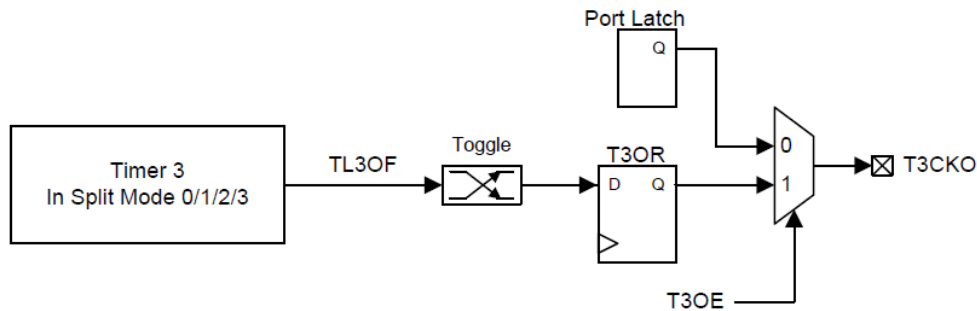 Port Latch
Q
Timer 3
In Split Mode 0/1/2/3
TL3OF
Toggle
T3OR
D
Q
0
1
T3CKO
T3OE